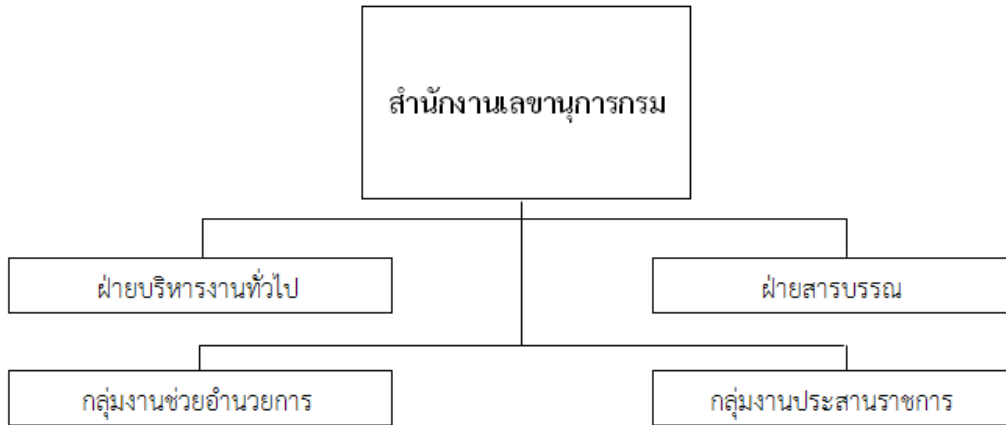 สำนักงานเลขานุการกรม
ฝ่ายบริหารงานทั่วไป
ฝ่ายสารบรรณ
กลุ่มงานช่วยอำนวยการ
กลุ่มงานประสานราชการ